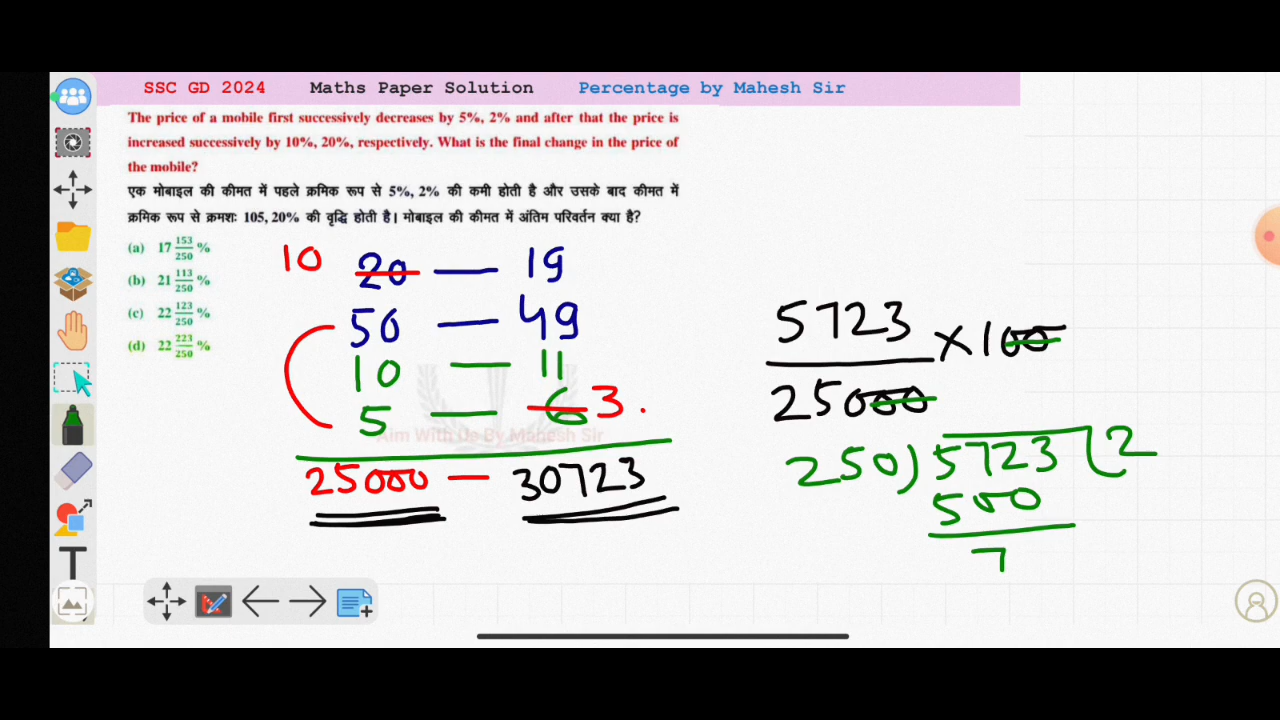 SSC GD 2024 Maths Paper Solution Percentage by Mahesh Sir
The price of a mobile first successively decreases by 5%, 2% and after that the price is
increased successively by 10%, 20%, respectively. What is the final change in the price of
the mobile?
एक मोबाइल की कीमत में पहले क्रमिक रूप से 5%, 2% की कमी होती है और उसके बाद कीमत में
क्रमिक रूप से क्रमशः 105, 20% की वृद्धि होती है। मोबाइल की कीमत में अंतिम परिवर्तन क्या है?
(a) 17 153/250 %
(b) 21 113/250 %
(c) 22 123/250 %
(d) 22 223/250 %
10 20 — 19
50 — 49
10 — 11
5 — 6 3.
Aim With Us By Mahesh Sir
25000 — 30723
5723/25000 × 100
250) 5723 (2
500
7
T